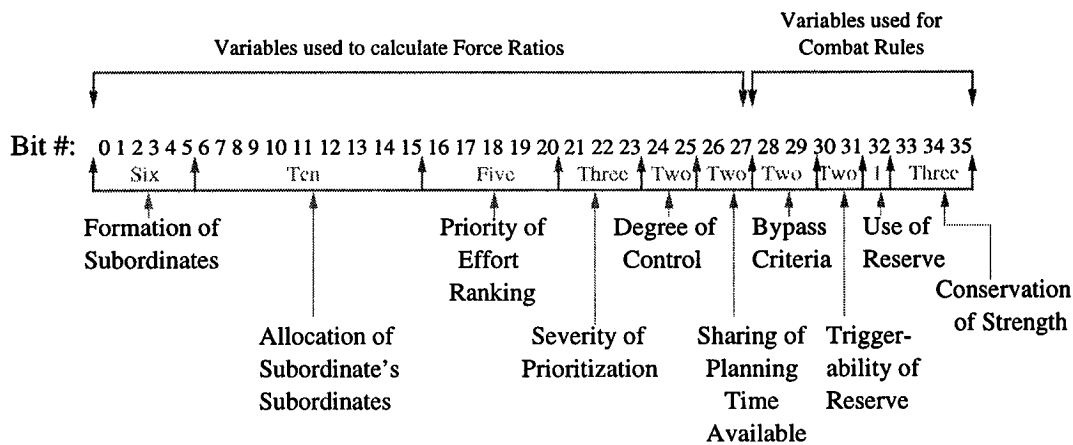 Variables used to calculate Force Ratios
Variables used for
Combat Rules
Bit #: 0 1 2 3 4 5 6 7 8 9 10 11 12 13 14 15 16 17 18 19 20 21 22 23 24 25 26 27 28 29 30 31 32 33 34 35
Six Ten Five Three Two Two Two Two 1 Three
Formation of
Subordinates
Allocation of
Subordinate's
Subordinates
Priority of
Effort
Ranking
Severity of
Prioritization
Degree of
Control
Sharing of
Planning
Time
Available
Bypass
Criteria
Trigger-
ability of
Reserve
Use of
Reserve
Conservation
of Strength